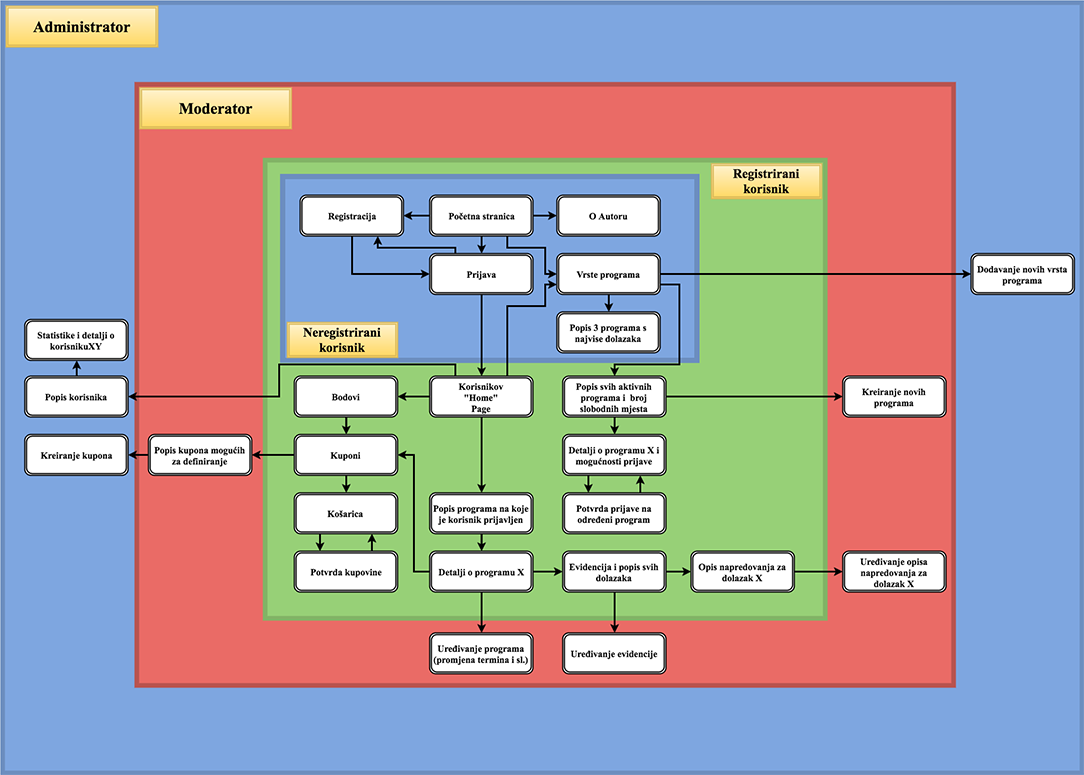 Administrator
Moderator
Registrirani
korisnik
Registracija
Početna stranica
O Autoru
Prijava
Vrste programa
Dodavanje novih vrsta
programa
Popis 3 programa s
najvise dolazaka
Neregistrirani
korisnik
Statistike i detalji o
korisnikuXY
Popis korisnika
Bodovi
Korisnikov
"Home"
Page
Popis svih aktivnih
programa i broj
slobodnih mjesta
Kreiranje novih
programa
Kreiranje kupona
Popis kupona mogućih
za definiranje
Kuponi
Detalji o programu X i
mogućnosti prijave
Košarica
Popis programa na koje
je korisnik prijavljen
Potvrda prijave na
određeni program
Potvrda kupovine
Detalji o programu X
Evidencija i popis svih
dolazaka
Opis napredovanja za
dolazak X
Uređivanje opisa
napredovanja za
dolazak X
Uređivanje programa
(promjena termina i sl.)
Uređivanje evidencije